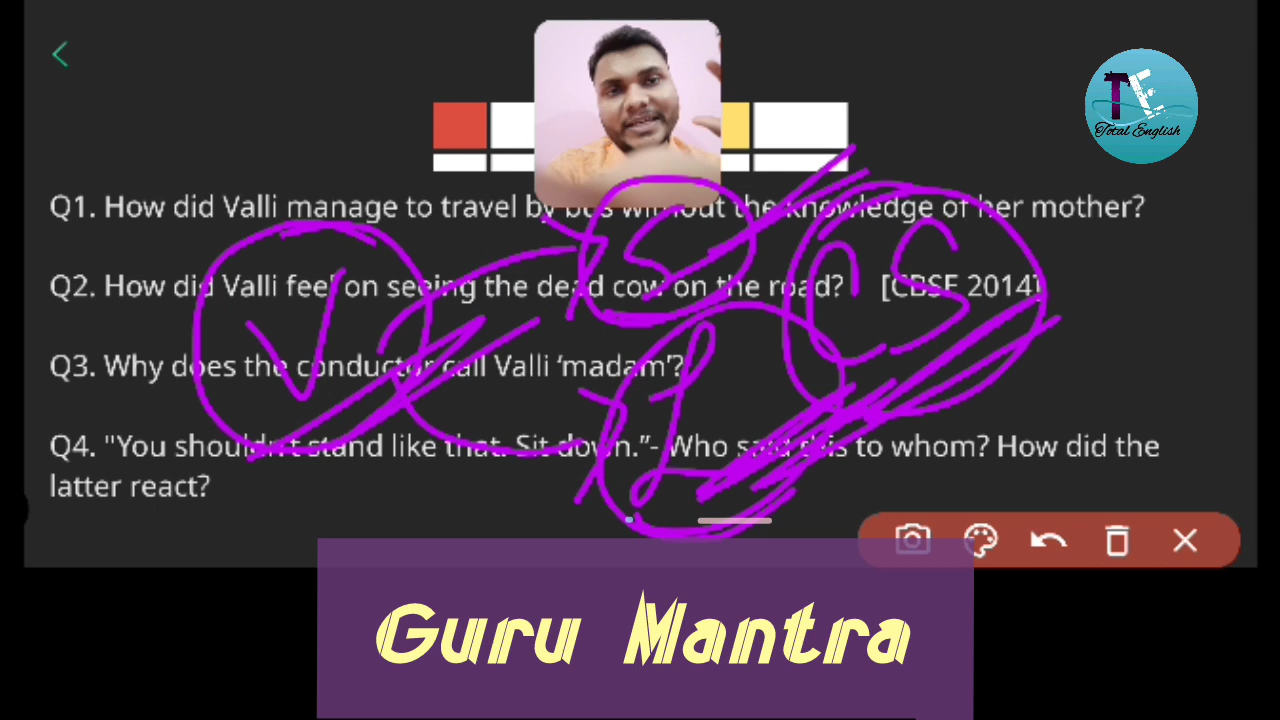 TE
Total English
Q1. How did Valli manage to travel by bus without the knowledge of her mother?
Q2. How did Valli feel on seeing the dead cow on the road? [CBSE 2014]
Q3. Why does the conductor call Valli ‘madam’?
Q4. "You shouldn't stand like that. Sit down.”- Who said this to whom? How did the
latter react?
V
S
CS
L
Guru Mantra